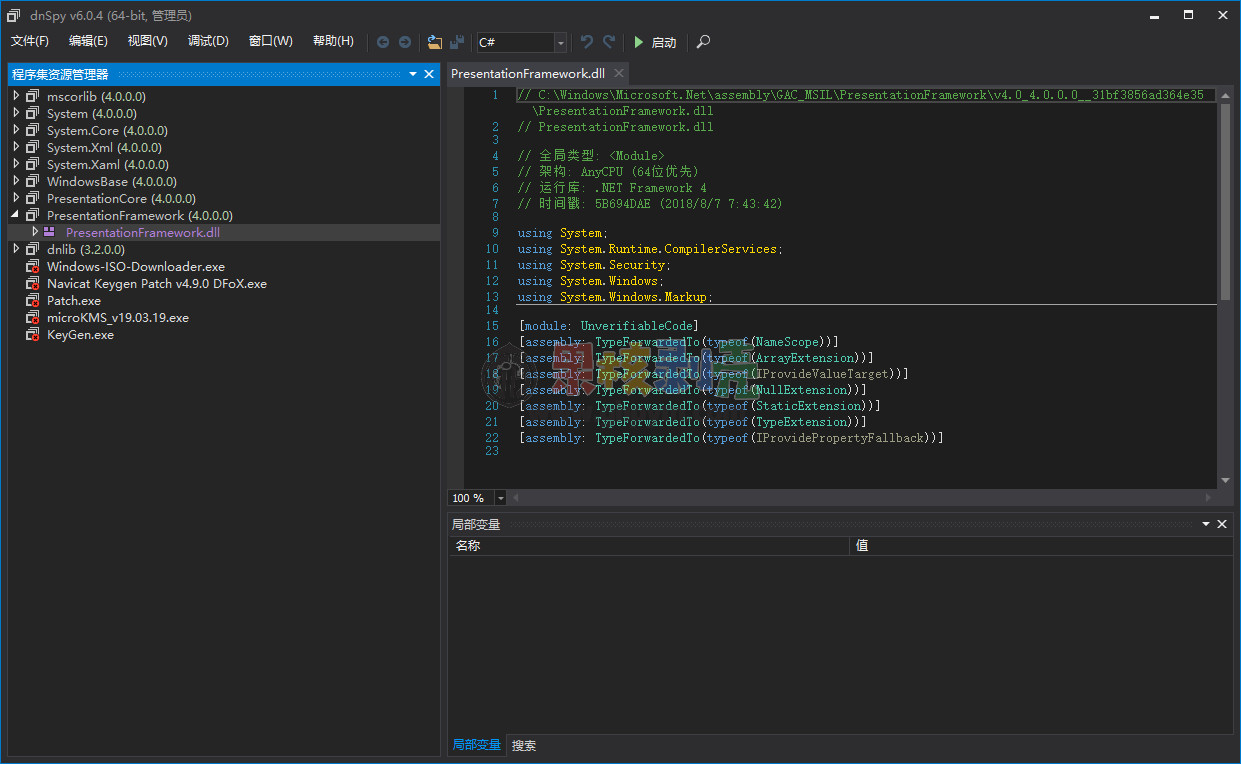 dnSpy v6.0.4 (64-bit, 管理员)
文件(F) 编辑(E) 视图(V) 调试(D) 窗口(W) 帮助(H) C# 启动
程序集资源管理器
mscorlib (4.0.0.0)
System (4.0.0.0)
System.Core (4.0.0.0)
System.Xml (4.0.0.0)
System.Xaml (4.0.0.0)
WindowsBase (4.0.0.0)
PresentationCore (4.0.0.0)
PresentationFramework (4.0.0.0)
PresentationFramework.dll
dnlib (3.2.0.0)
Windows-ISO-Downloader.exe
Navicat Keygen Patch v4.9.0 DFoX.exe
Patch.exe
microKMS_v19.03.19.exe
KeyGen.exe
PresentationFramework.dll
1 // C:\Windows\Microsoft.Net\assembly\GAC_MSIL\PresentationFramework\v4.0_4.0.0.0__31bf3856ad364e35
\PresentationFramework.dll
2 // PresentationFramework.dll
3
4 // 全局类型: <Module>
5 // 架构: AnyCPU (64位优先)
6 // 运行库: .NET Framework 4
7 // 时间戳: 5B694DAE (2018/8/7 7:43:42)
8
9 using System;
10 using System.Runtime.CompilerServices;
11 using System.Security;
12 using System.Windows;
13 using System.Windows.Markup;
14
15 [module: UnverifiableCode]
16 [assembly: TypeForwardedTo(typeof(NameScope))]
17 [assembly: TypeForwardedTo(typeof(ArrayExtension))]
18 [assembly: TypeForwardedTo(typeof(IProvideValueTarget))]
19 [assembly: TypeForwardedTo(typeof(NullExtension))]
20 [assembly: TypeForwardedTo(typeof(StaticExtension))]
21 [assembly: TypeForwardedTo(typeof(TypeExtension))]
22 [assembly: TypeForwardedTo(typeof(IProvidePropertyFallback))]
23
果核剥壳
100 %
局部变量
名称 值
局部变量 搜索